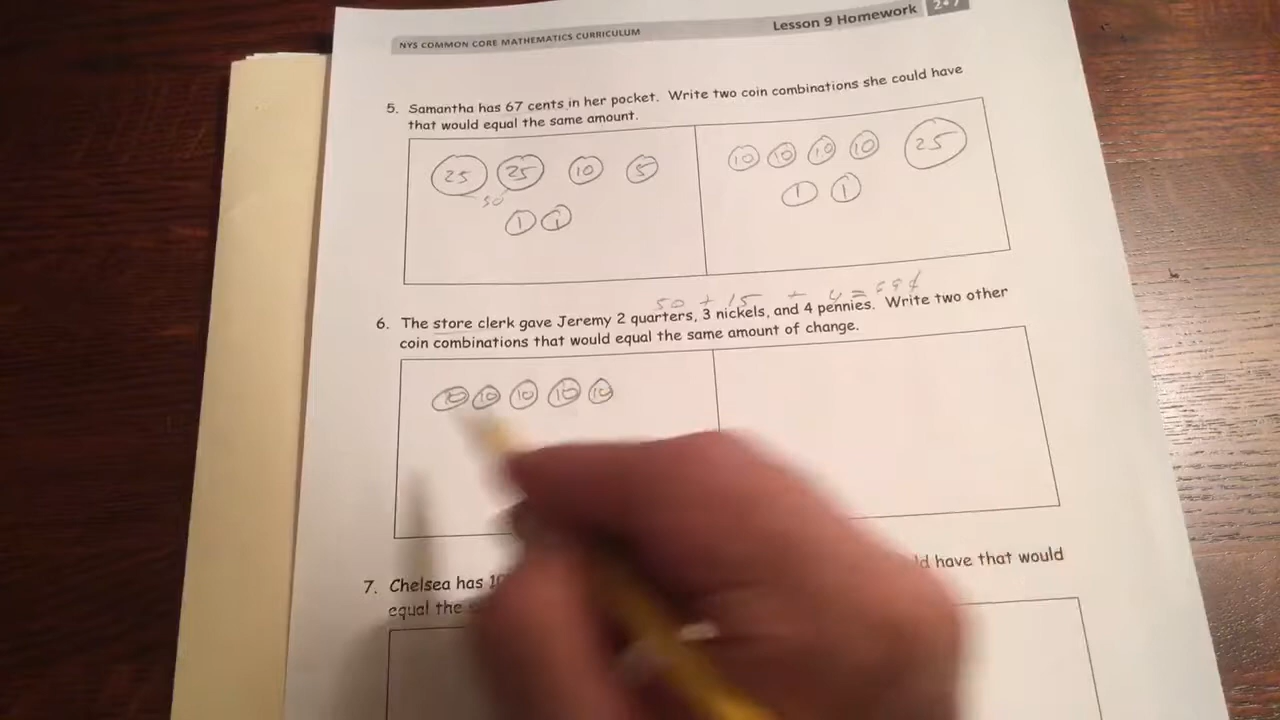 NYS COMMON CORE MATHEMATICS CURRICULUM
Lesson 9 Homework
5. Samantha has 67 cents in her pocket. Write two coin combinations she could have
that would equal the same amount.
25 25 10 5
50
1 1
10 10 10 10 25
1 1
50 + 15 + 4 = 69¢
6. The store clerk gave Jeremy 2 quarters, 3 nickels, and 4 pennies. Write two other
coin combinations that would equal the same amount of change.
10 10 10 10 10
7. Chelsea has have that would
equal the